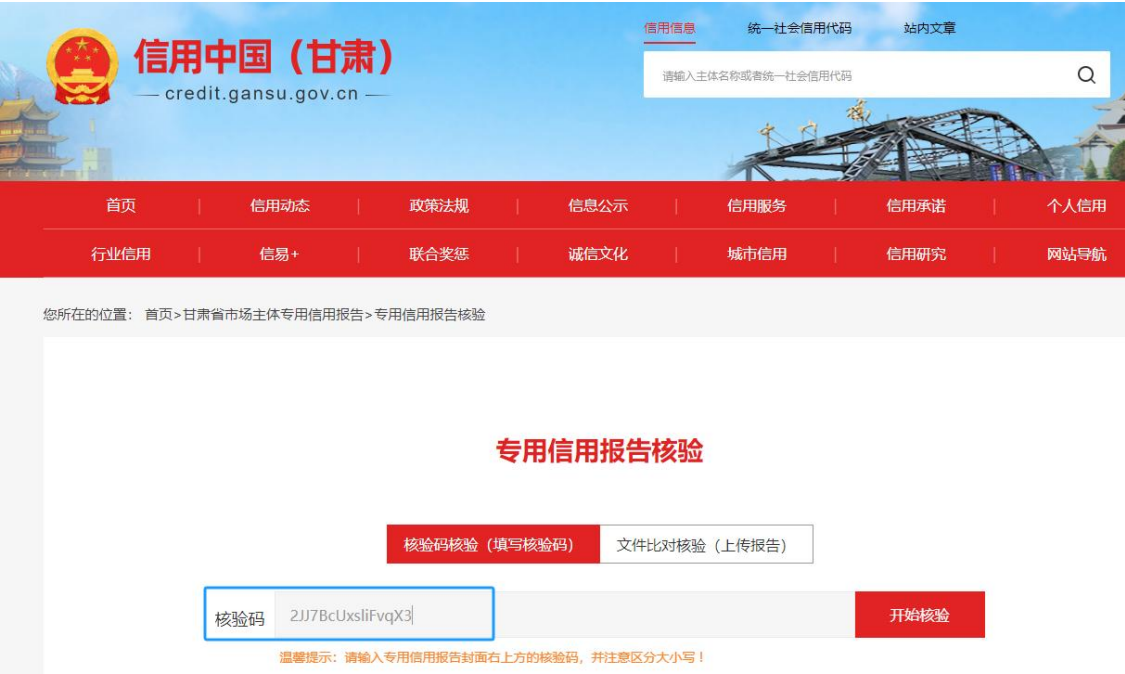 信用信息 统一社会信用代码 站内文章
信用中国（甘肃）
credit.gansu.gov.cn
请输入主体名称或者统一社会信用代码
首页 信用动态 政策法规 信息公示 信用服务 信用承诺 个人信用
行业信用 信易+ 联合奖惩 诚信文化 城市信用 信用研究 网站导航
您所在的位置： 首页>甘肃省市场主体专用信用报告>专用信用报告核验
专用信用报告核验
核验码核验（填写核验码） 文件比对核验（上传报告）
核验码 2JJ7BcUxsliFvqX3 开始核验
温馨提示：请输入专用信用报告封面右上方的核验码，并注意区分大小写！